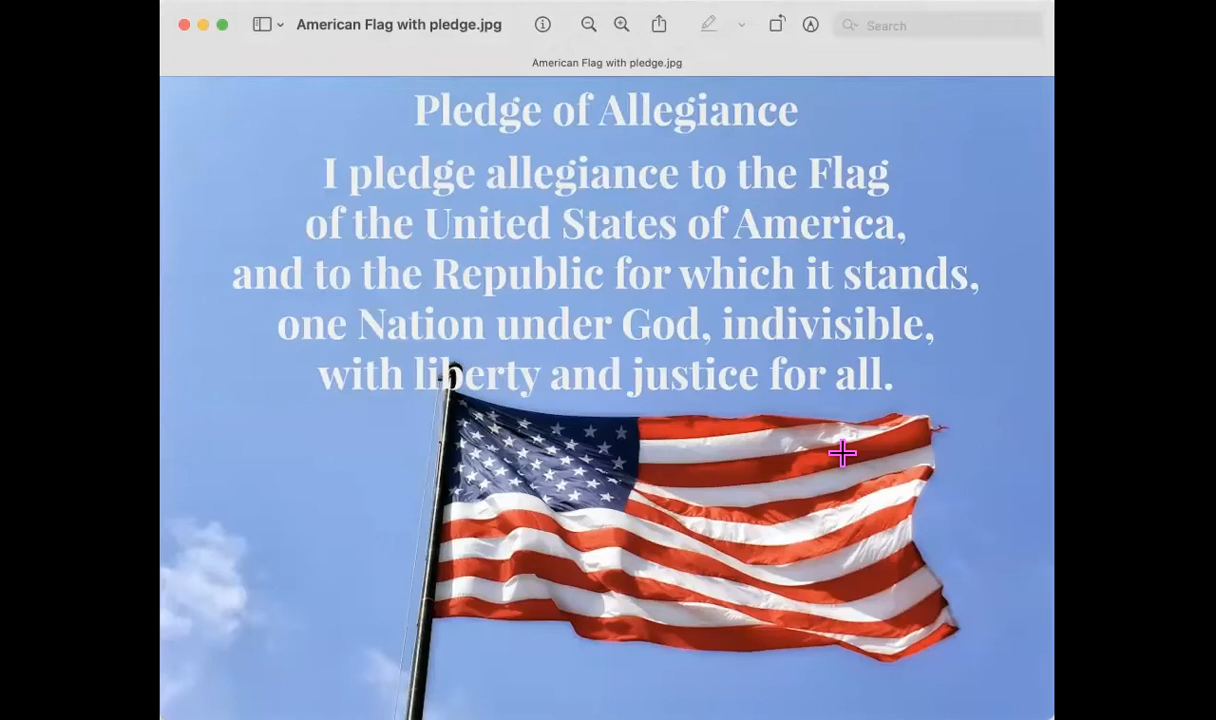 American Flag with pledge.jpg
Search
American Flag with pledge.jpg
Pledge of Allegiance
I pledge allegiance to the Flag
of the United States of America,
and to the Republic for which it stands,
one Nation under God, indivisible,
with liberty and justice for all.